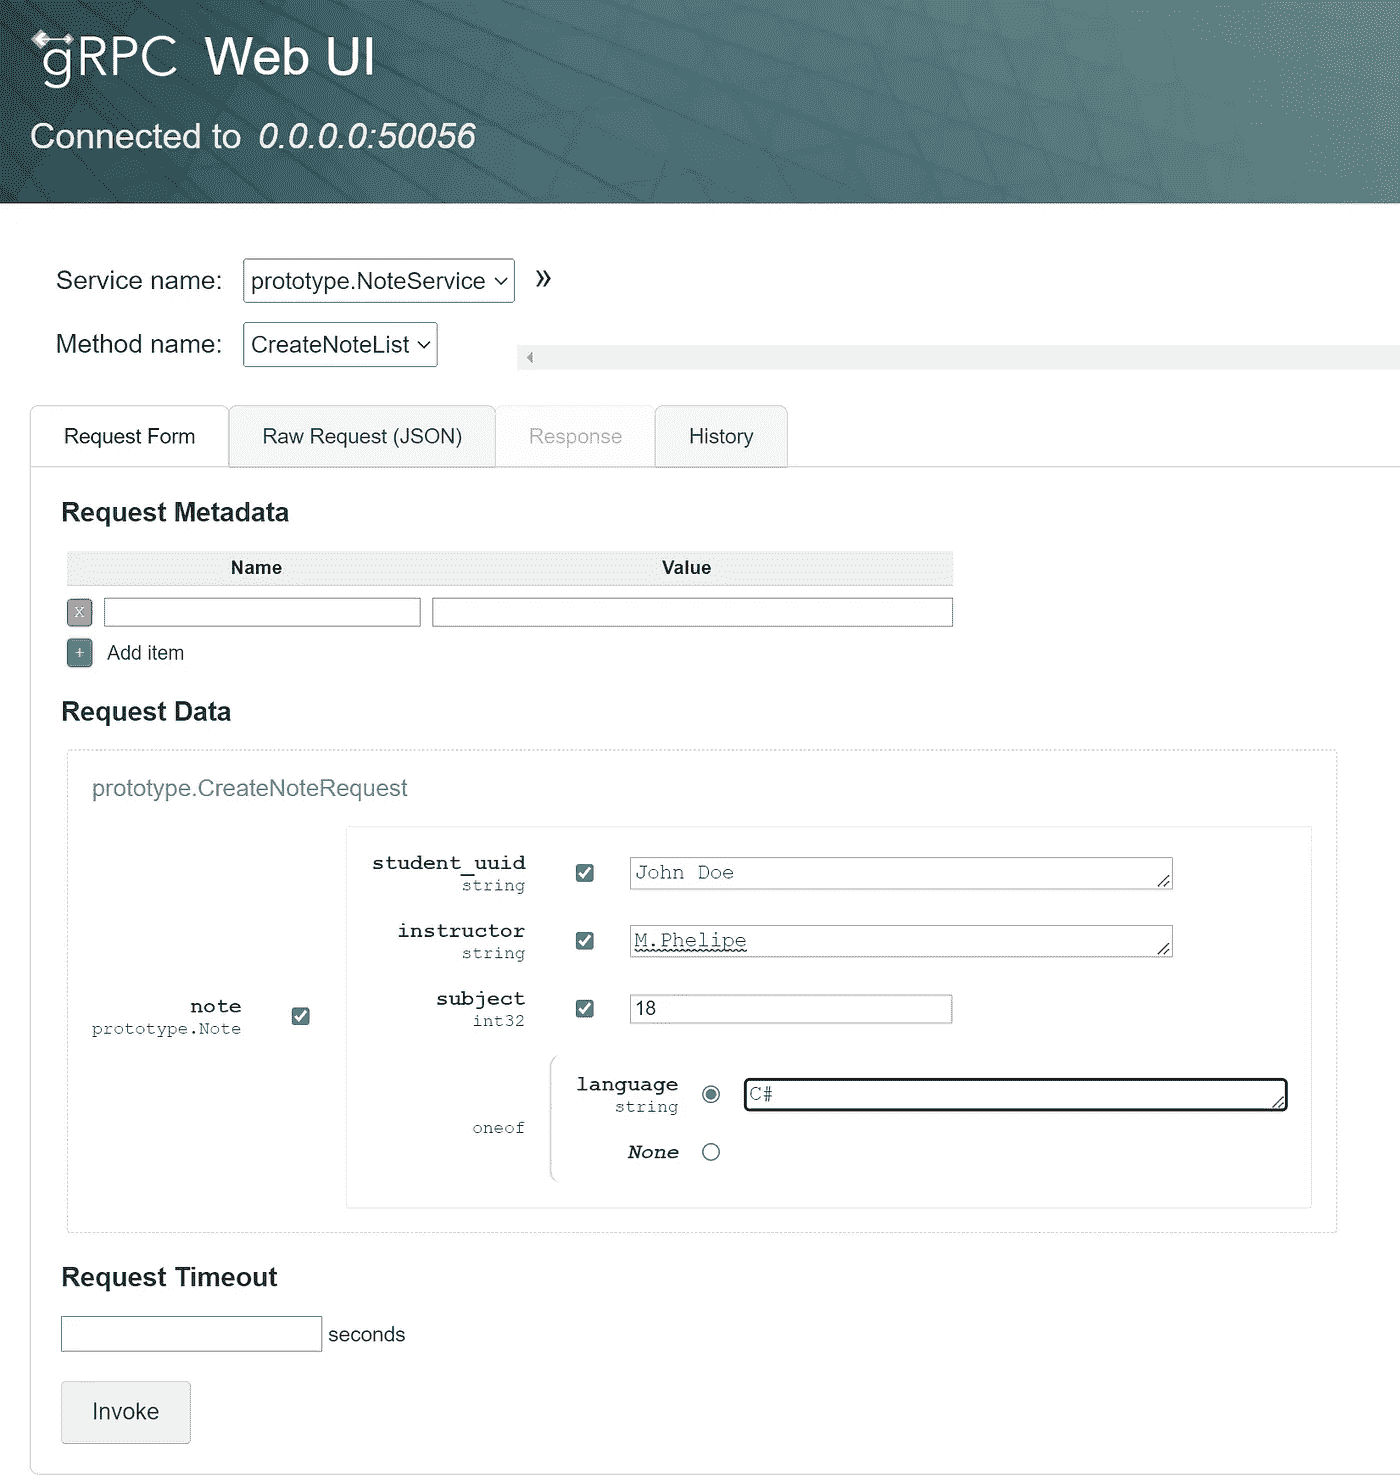 gRPC Web UI
Connected to 0.0.0.0:50056
Service name: prototype.NoteService »
Method name: CreateNoteList
Request Form Raw Request (JSON) Response History
Request Metadata
Name Value
X
+ Add item
Request Data
prototype.CreateNoteRequest
student_uuid John Doe
string
instructor M.Phelipe
string
subject 18
int32
note
prototype.Note
language C#
string
oneof
None
Request Timeout
seconds
Invoke